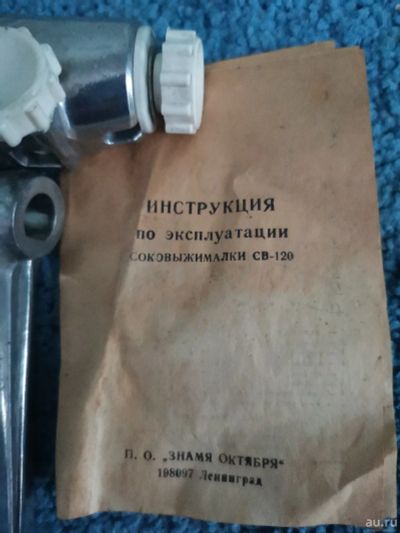 ИНСТРУКЦИЯ
по эксплуатации
СОКОВЫЖИМАЛКИ СВ-120
П. О. „ЗНАМЯ ОКТЯБРЯ"
198097 Ленинград
au.ru